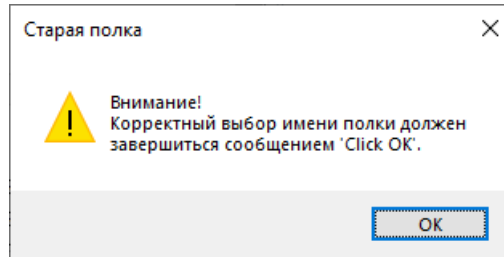 Старая полка
Внимание!
Корректный выбор имени полки должен
завершиться сообщением 'Click OK'.
OK